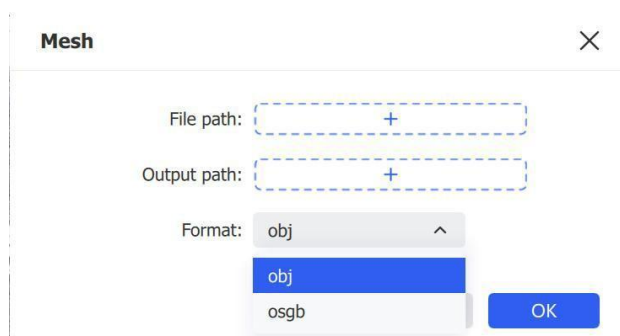 Mesh
File path: +
Output path: +
Format: obj
obj
osgb
OK